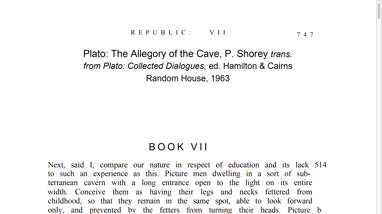 REPUBLIC: VII 747
Plato: The Allegory of the Cave, P. Shorey trans.
from Plato: Collected Dialogues, ed. Hamilton & Cairns
Random House, 1963
BOOK VII
Next, said I, compare our nature in respect of education and its lack 514
to such an experience as this. Picture men dwelling in a sort of sub-
terranean cavern with a long entrance open to the light on its entire
width. Conceive them as having their legs and necks fettered from
childhood, so that they remain in the same spot, able to look forward
only, and prevented by the fetters from turning their heads. Picture b